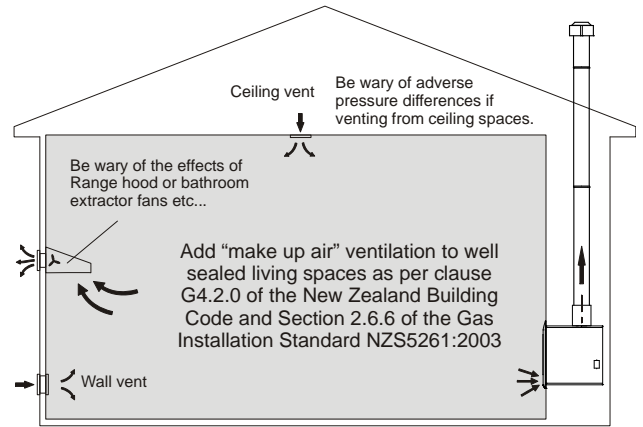 Ceiling vent
Be wary of adverse
pressure differences if
venting from ceiling spaces.
Be wary of the effects of
Range hood or bathroom
extractor fans etc...
Add “make up air” ventilation to well
sealed living spaces as per clause
G4.2.0 of the New Zealand Building
Code and Section 2.6.6 of the Gas
Installation Standard NZS5261:2003
Wall vent